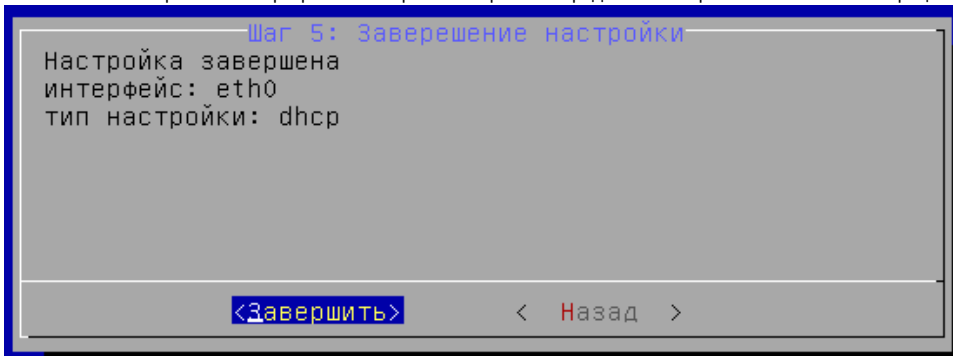 Шаг 5: Заверешение настройки
Настройка завершена
интерфейс: eth0
тип настройки: dhcp
<Завершить> < Назад >